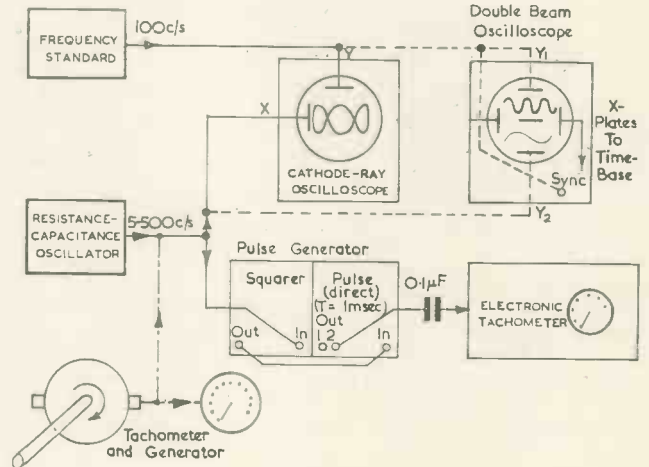 Double Beam
Oscilloscope
FREQUENCY
STANDARD
100c/s
Y
Y1
X
X-
Plates
To
Time-
Base
Sync
CATHODE-RAY
OSCILLOSCOPE
RESISTANCE-
CAPACITANCE
OSCILLATOR
5-500c/s
Y2
Pulse Generator
Squarer
Pulse
(direct)
(T = 1msec)
Out
1 2
Out
In
In
0·1μF
ELECTRONIC
TACHOMETER
Tachometer
and Generator